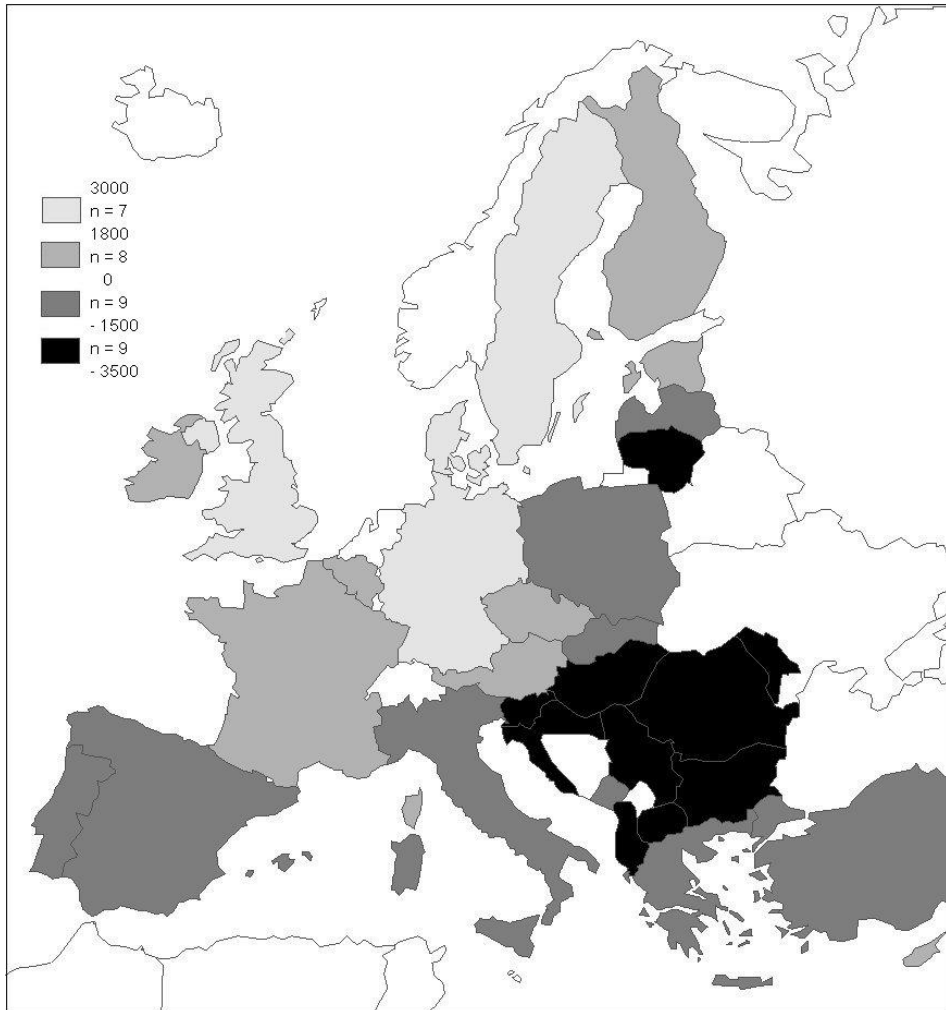 3000
n = 7
1800
n = 8
0
n = 9
- 1500
n = 9
- 3500